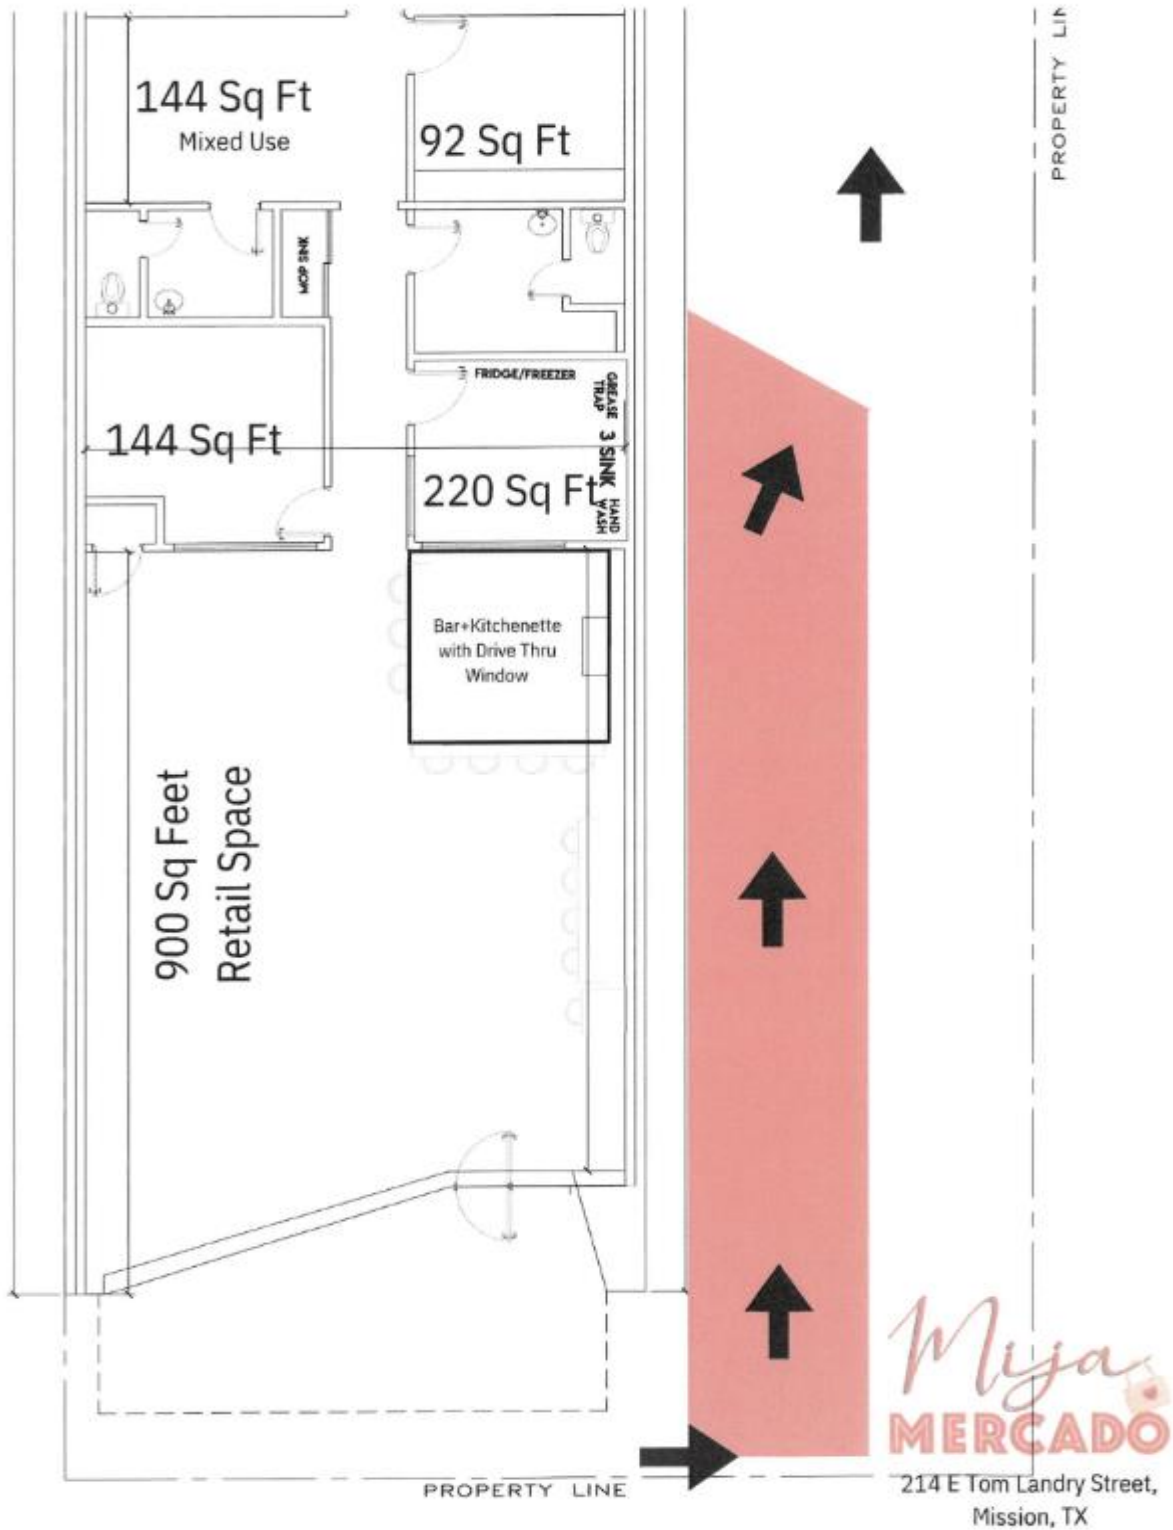 PROPERTY LIN
144 Sq Ft
Mixed Use
92 Sq Ft
MOP SINK
FRIDGE/FREEZER
GREASE
TRAP
3 SINK
HAND
WASH
144 Sq Ft
220 Sq Ft
Bar+Kitchenette
with Drive Thru
Window
900 Sq Feet
Retail Space
Mija
MERCADO
PROPERTY LINE
214 E Tom Landry Street,
Mission, TX